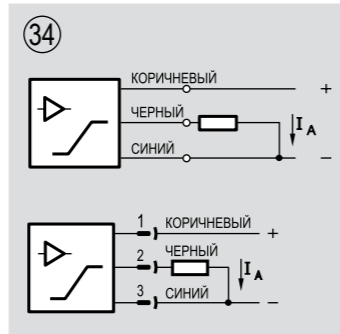 34
КОРИЧНЕВЫЙ +
ЧЕРНЫЙ
I A
СИНИЙ −
1 КОРИЧНЕВЫЙ +
2 ЧЕРНЫЙ
I A
3 СИНИЙ −